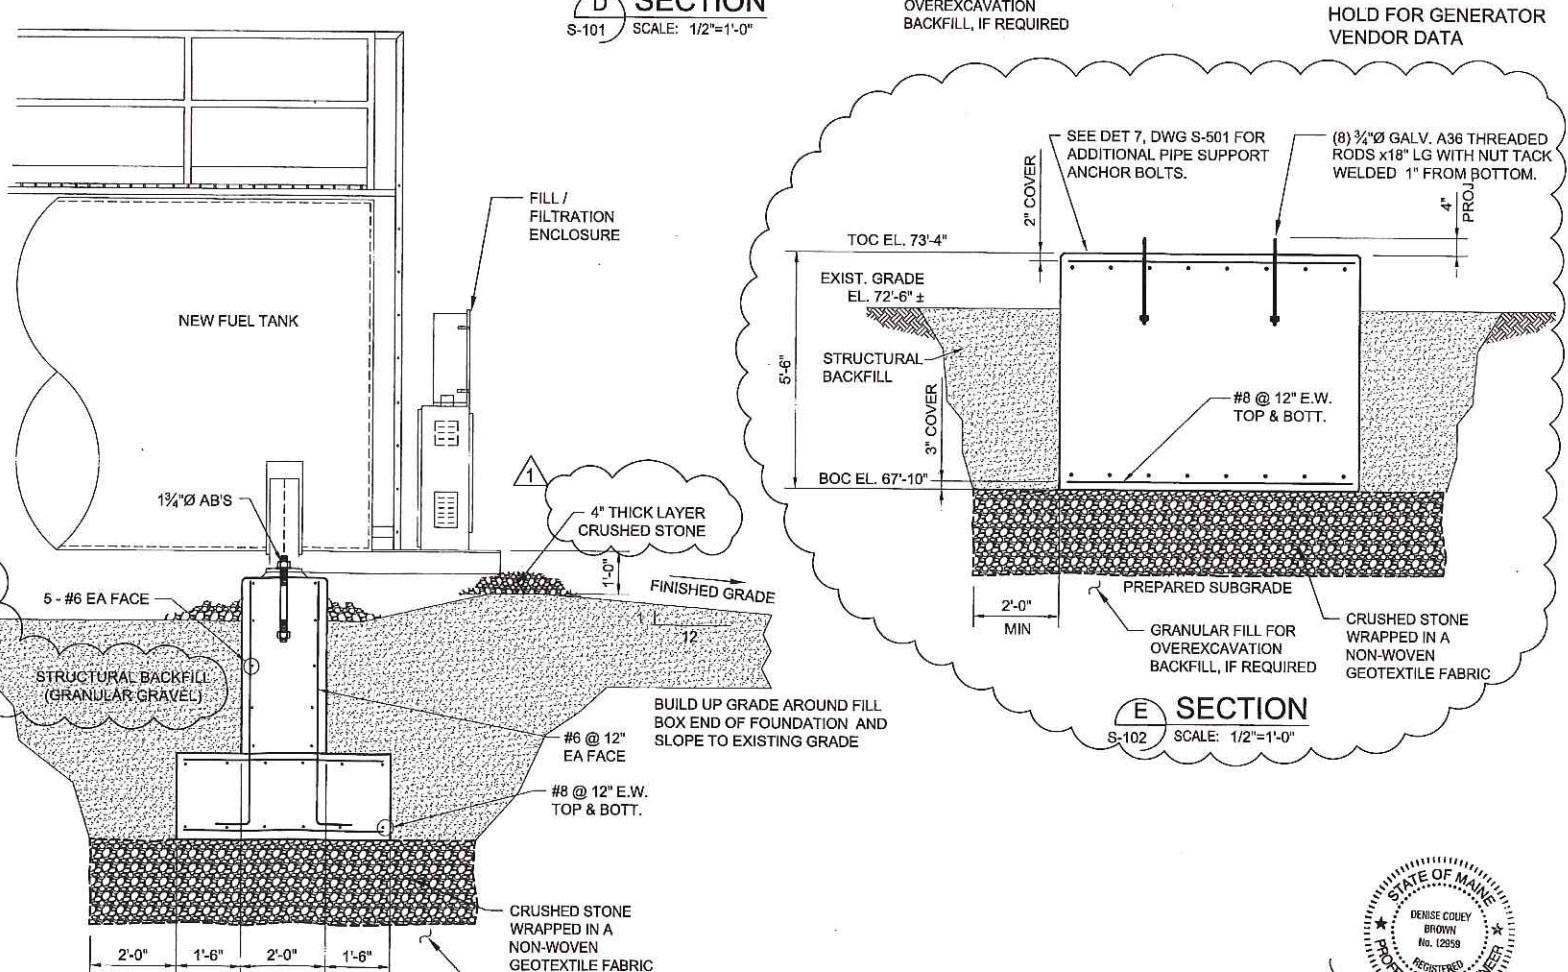 D
SECTION
S-101
SCALE: 1/2"=1'-0"
OVEREXCAVATION
BACKFILL, IF REQUIRED
HOLD FOR GENERATOR
VENDOR DATA
FILL /
FILTRATION
ENCLOSURE
NEW FUEL TANK
1¾"Ø AB'S
1
4" THICK LAYER
CRUSHED STONE
1'-0"
FINISHED GRADE
1
12
5 - #6 EA FACE
STRUCTURAL BACKFILL
(GRANULAR GRAVEL)
BUILD UP GRADE AROUND FILL
BOX END OF FOUNDATION AND
SLOPE TO EXISTING GRADE
#6 @ 12"
EA FACE
#8 @ 12" E.W.
TOP & BOTT.
CRUSHED STONE
WRAPPED IN A
NON-WOVEN
GEOTEXTILE FABRIC
2'-0"
1'-6"
2'-0"
1'-6"
SEE DET 7, DWG S-501 FOR
ADDITIONAL PIPE SUPPORT
ANCHOR BOLTS.
(8) ¾"Ø GALV. A36 THREADED
RODS x18" LG WITH NUT TACK
WELDED 1" FROM BOTTOM.
2" COVER
4"
PROJ
TOC EL. 73'-4"
EXIST. GRADE
EL. 72'-6" ±
5'-6"
STRUCTURAL
BACKFILL
3" COVER
#8 @ 12" E.W.
TOP & BOTT.
BOC EL. 67'-10"
PREPARED SUBGRADE
2'-0"
MIN
GRANULAR FILL FOR
OVEREXCAVATION
BACKFILL, IF REQUIRED
CRUSHED STONE
WRAPPED IN A
NON-WOVEN
GEOTEXTILE FABRIC
E
SECTION
S-102
SCALE: 1/2"=1'-0"
STATE OF MAINE
DENISE COUEY
BROWN
No. 12959
REGISTERED